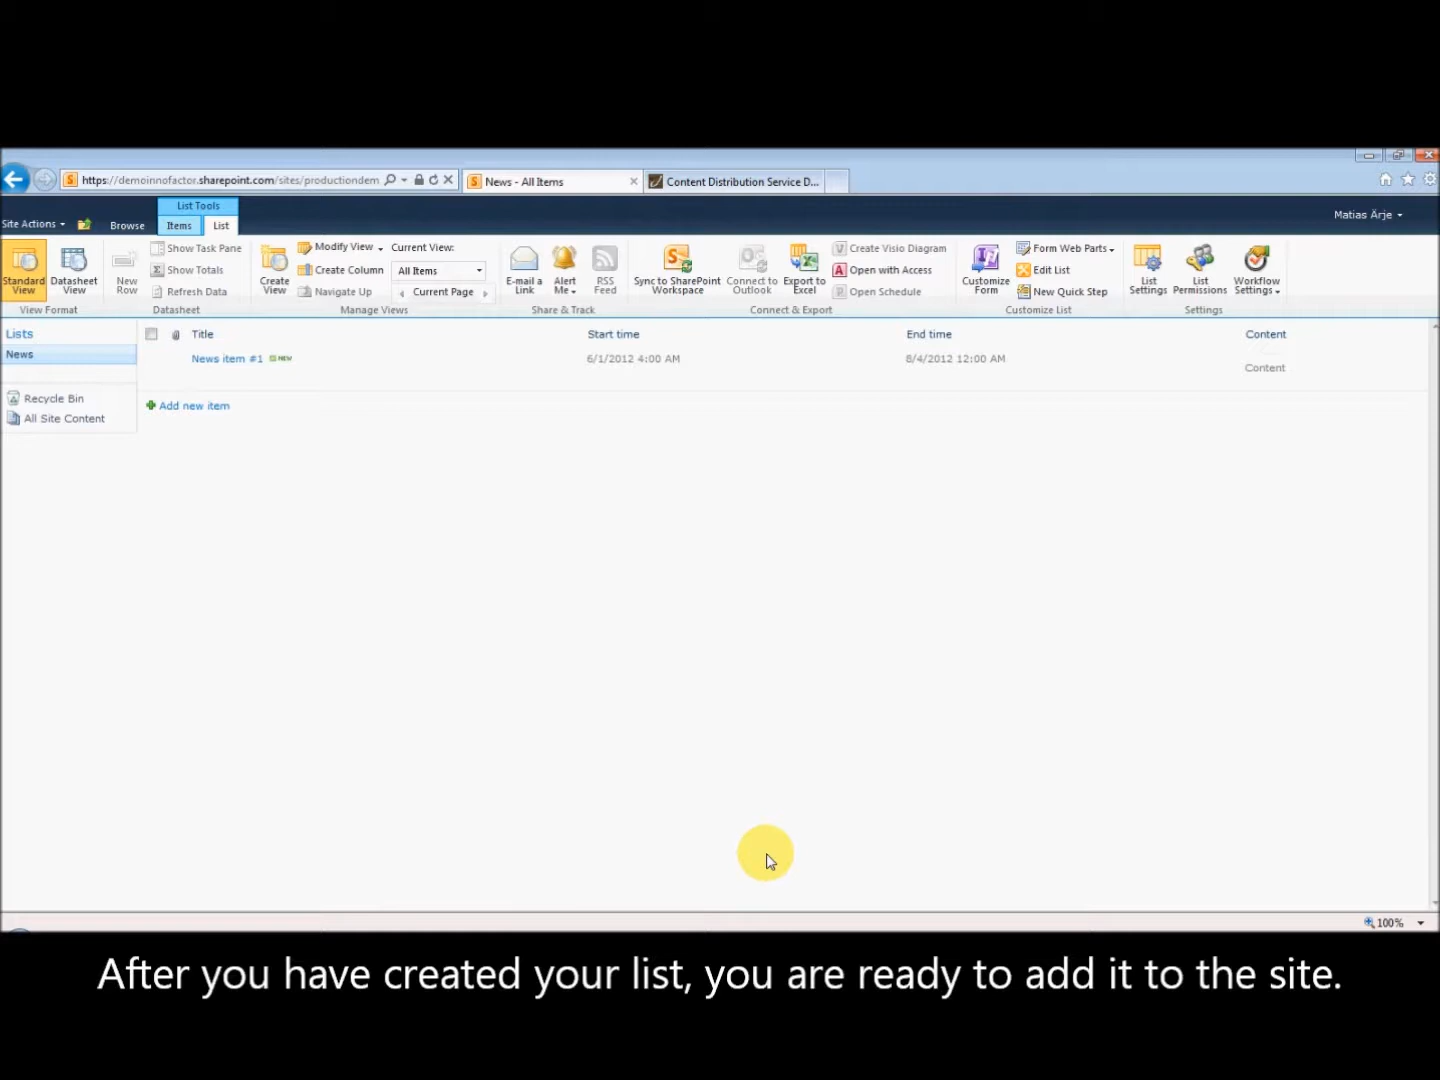 https://demoinnofactor.sharepoint.com/sites/productiondem
News - All Items
Content Distribution Service D...
Site Actions
Browse
List Tools
Items
List
Matias Ärje
Standard View
Datasheet View
View Format
New Row
Show Task Pane
Show Totals
Refresh Data
Datasheet
Create View
Modify View
Create Column
Navigate Up
Current View:
All Items
Current Page
Manage Views
E-mail a Link
Alert Me
RSS Feed
Share & Track
Sync to SharePoint Workspace
Connect to Outlook
Export to Excel
Create Visio Diagram
Open with Access
Open Schedule
Connect & Export
Customize Form
Form Web Parts
Edit List
New Quick Step
Customize List
List Settings
List Permissions
Workflow Settings
Settings
Lists
News
Recycle Bin
All Site Content
Title
Start time
End time
Content
News item #1 NEW
6/1/2012 4:00 AM
8/4/2012 12:00 AM
Content
Add new item
100%
After you have created your list, you are ready to add it to the site.